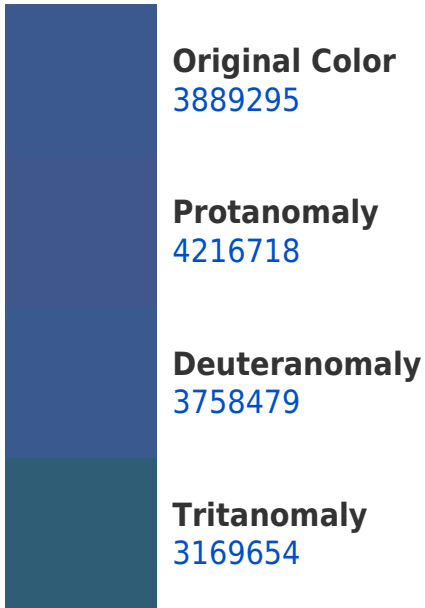 Original Color
3889295
Protanomaly
4216718
Deuteranomaly
3758479
Tritanomaly
3169654